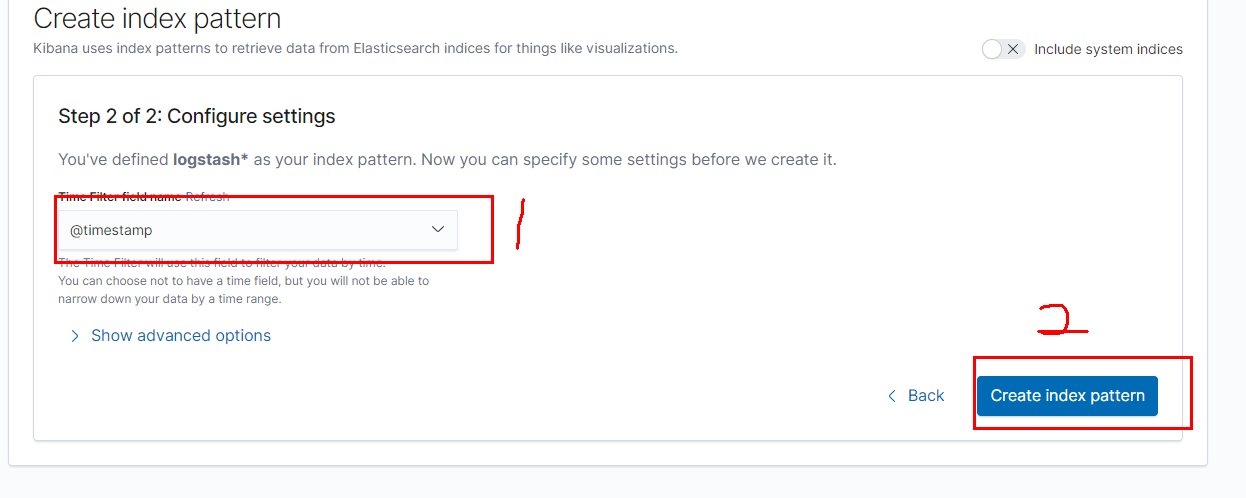 Create index pattern
Kibana uses index patterns to retrieve data from Elasticsearch indices for things like visualizations.
Include system indices
Step 2 of 2: Configure settings
You've defined logstash* as your index pattern. Now you can specify some settings before we create it.
Time Filter field name Refresh
@timestamp
1
The Time Filter will use this field to filter your data by time.
You can choose not to have a time field, but you will not be able to
narrow down your data by a time range.
2
Show advanced options
Back
Create index pattern